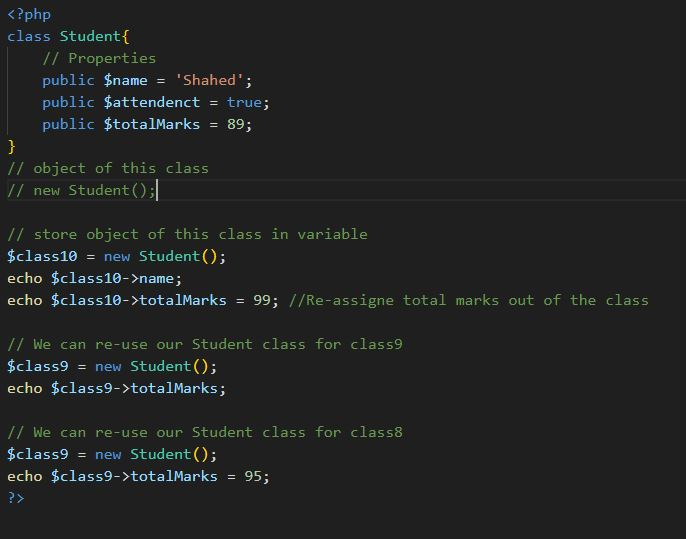 <?php
class Student{
// Properties
public $name = 'Shahed';
public $attendenct = true;
public $totalMarks = 89;
}
// object of this class
// new Student();
// store object of this class in variable
$class10 = new Student();
echo $class10->name;
echo $class10->totalMarks = 99; //Re-assigne total marks out of the class
// We can re-use our Student class for class9
$class9 = new Student();
echo $class9->totalMarks;
// We can re-use our Student class for class8
$class9 = new Student();
echo $class9->totalMarks = 95;
?>